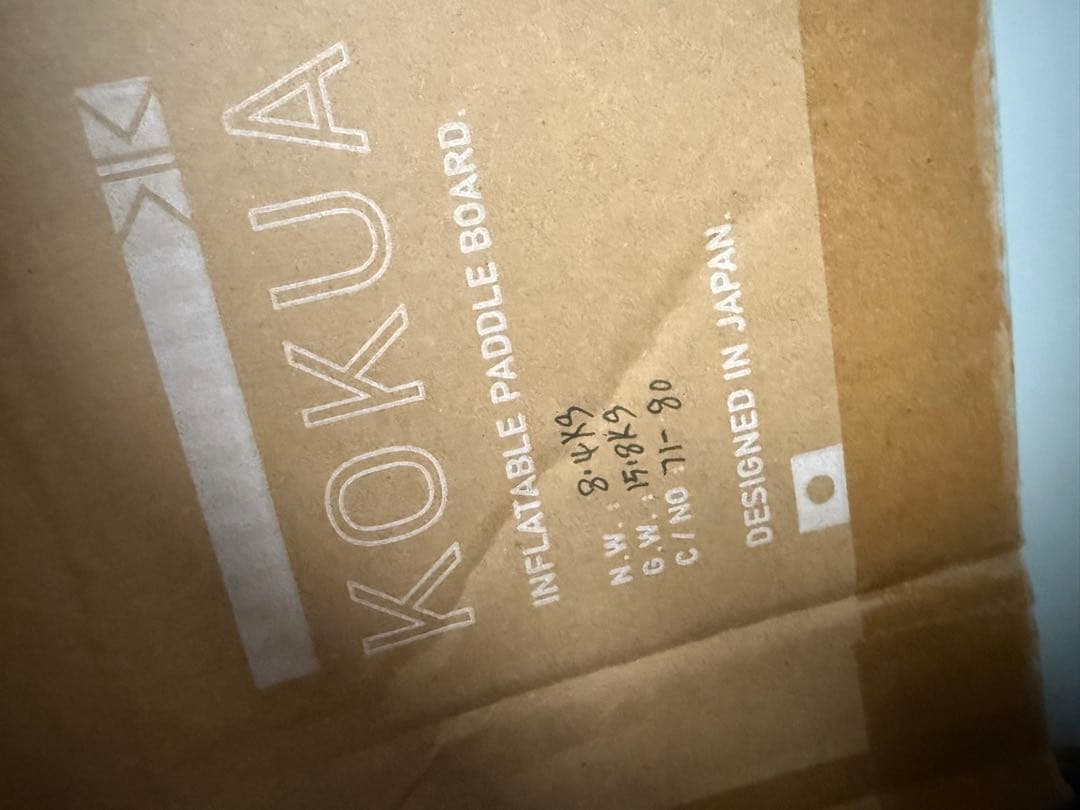 KOKUA
INFLATABLE PADDLE BOARD.
N.W. : 8.4KG
G.W. : 15.8KG
C / NO : 71-80
DESIGNED IN JAPAN.